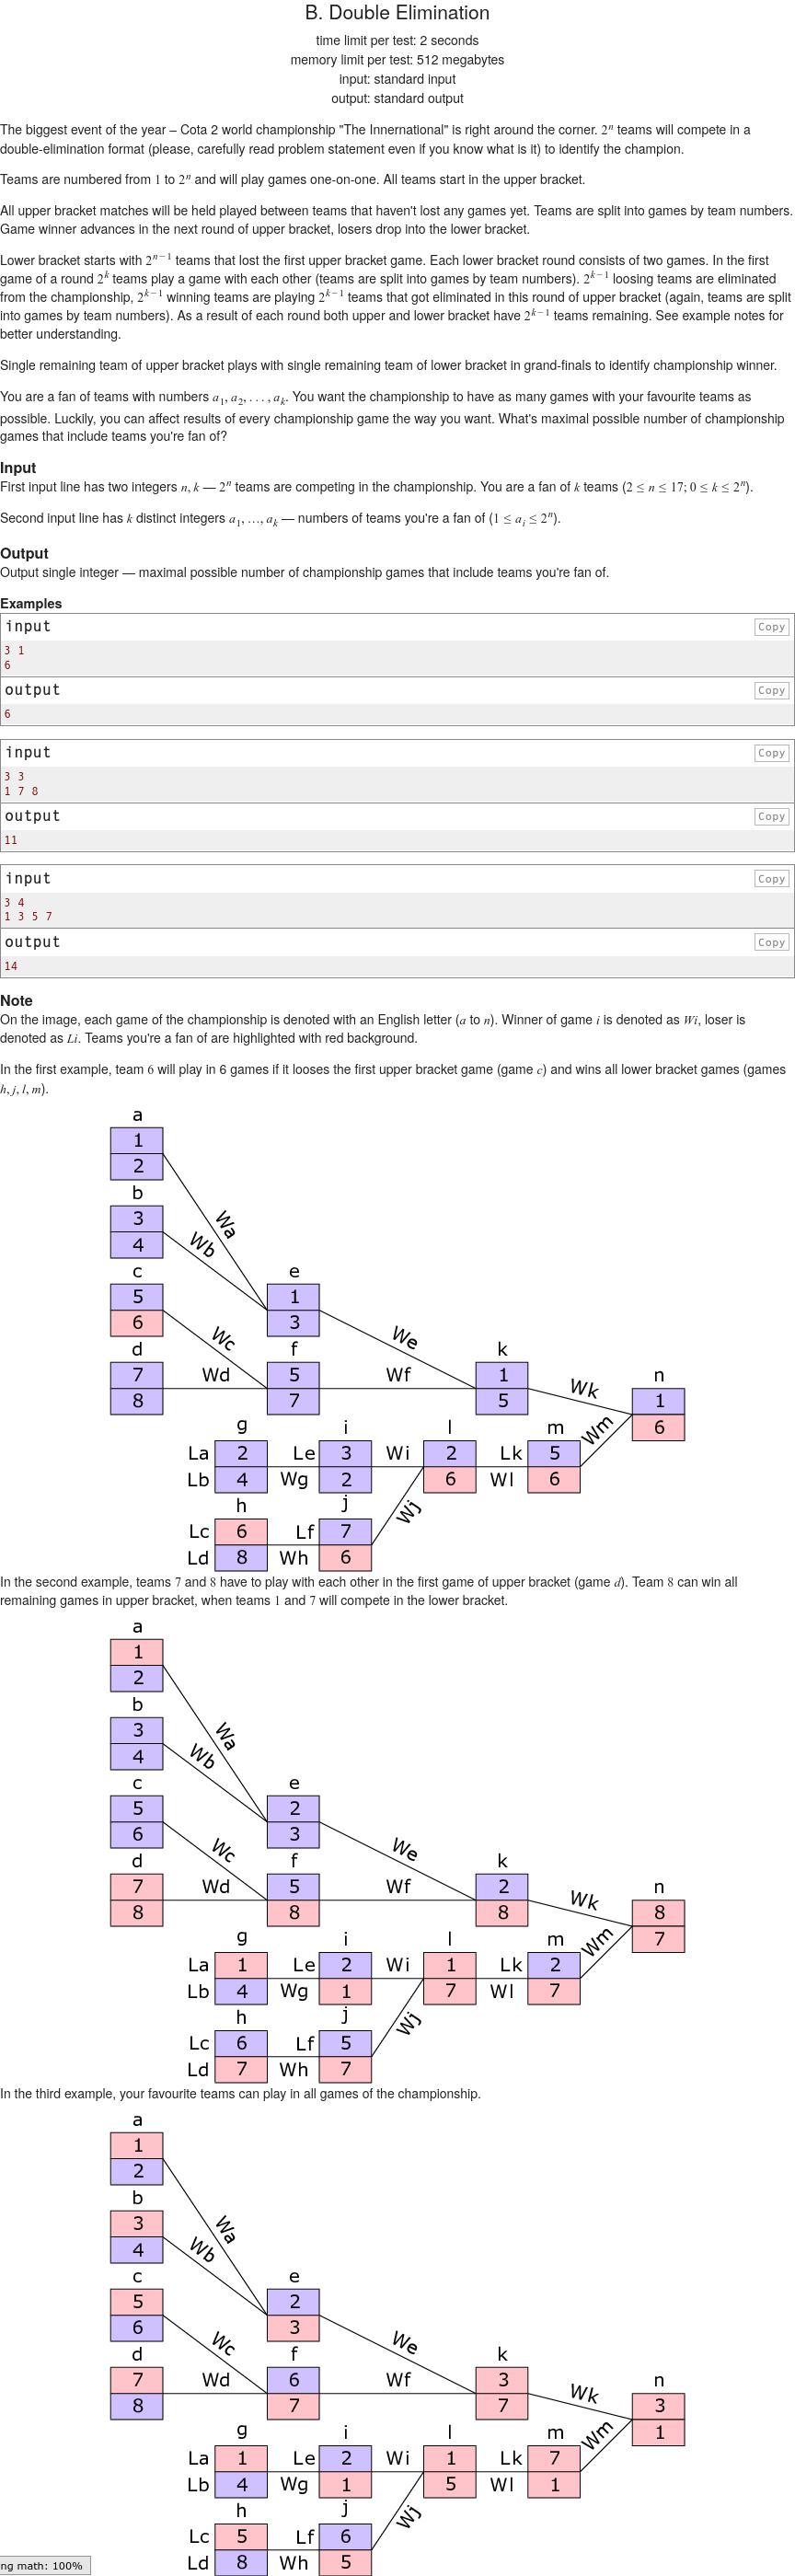 B. Double Elimination
time limit per test: 2 seconds
memory limit per test: 512 megabytes
input: standard input
output: standard output
The biggest event of the year – Cota 2 world championship "The Innernational" is right around the corner. 2^n teams will compete in a
double-elimination format (please, carefully read problem statement even if you know what is it) to identify the champion.
Teams are numbered from 1 to 2^n and will play games one-on-one. All teams start in the upper bracket.
All upper bracket matches will be held played between teams that haven't lost any games yet. Teams are split into games by team numbers.
Game winner advances in the next round of upper bracket, losers drop into the lower bracket.
Lower bracket starts with 2^{n-1} teams that lost the first upper bracket game. Each lower bracket round consists of two games. In the first
game of a round 2^k teams play a game with each other (teams are split into games by team numbers). 2^{k-1} loosing teams are eliminated
from the championship, 2^{k-1} winning teams are playing 2^{k-1} teams that got eliminated in this round of upper bracket (again, teams are split
into games by team numbers). As a result of each round both upper and lower bracket have 2^{k-1} teams remaining. See example notes for
better understanding.
Single remaining team of upper bracket plays with single remaining team of lower bracket in grand-finals to identify championship winner.
You are a fan of teams with numbers a_1, a_2, . . . , a_k. You want the championship to have as many games with your favourite teams as
possible. Luckily, you can affect results of every championship game the way you want. What's maximal possible number of championship
games that include teams you're fan of?
Input
First input line has two integers n, k — 2^n teams are competing in the championship. You are a fan of k teams (2 ≤ n ≤ 17; 0 ≤ k ≤ 2^n).
Second input line has k distinct integers a_1, …, a_k — numbers of teams you're a fan of (1 ≤ a_i ≤ 2^n).
Output
Output single integer — maximal possible number of championship games that include teams you're fan of.
Examples
input Copy
3 1
6
output Copy
6
input Copy
3 3
1 7 8
output Copy
11
input Copy
3 4
1 3 5 7
output Copy
14
Note
On the image, each game of the championship is denoted with an English letter (a to n). Winner of game i is denoted as Wi, loser is
denoted as Li. Teams you're a fan of are highlighted with red background.
In the first example, team 6 will play in 6 games if it looses the first upper bracket game (game c) and wins all lower bracket games (games
h, j, l, m).
a
1
2
Wa
b
3
4
Wb
e
1
3
We
c
5
6
Wc
d
7
8
Wd
f
5
7
Wf
k
1
5
Wk
n
1
6
g
La 2
Lb 4
Wg
i
Le 3
2
Wi
l
2
6
Wl
m
Lk 5
6
Wm
h
Lc 6
Ld 8
Wh
j
Lf 7
6
Wj
In the second example, teams 7 and 8 have to play with each other in the first game of upper bracket (game d). Team 8 can win all
remaining games in upper bracket, when teams 1 and 7 will compete in the lower bracket.
a
1
2
Wa
b
3
4
Wb
e
2
3
We
c
5
6
Wc
d
7
8
Wd
f
5
8
Wf
k
2
8
Wk
n
8
7
g
La 1
Lb 4
Wg
i
Le 2
1
Wi
l
1
7
Wl
m
Lk 2
7
Wm
h
Lc 6
Ld 7
Wh
j
Lf 5
7
Wj
In the third example, your favourite teams can play in all games of the championship.
a
1
2
Wa
b
3
4
Wb
e
2
3
We
c
5
6
Wc
d
7
8
Wd
f
6
7
Wf
k
3
7
Wk
n
3
1
g
La 1
Lb 4
Wg
i
Le 2
1
Wi
l
1
5
Wl
m
Lk 7
1
Wm
h
Lc 5
Ld 8
Wh
j
Lf 6
5
Wj
ng math: 100%